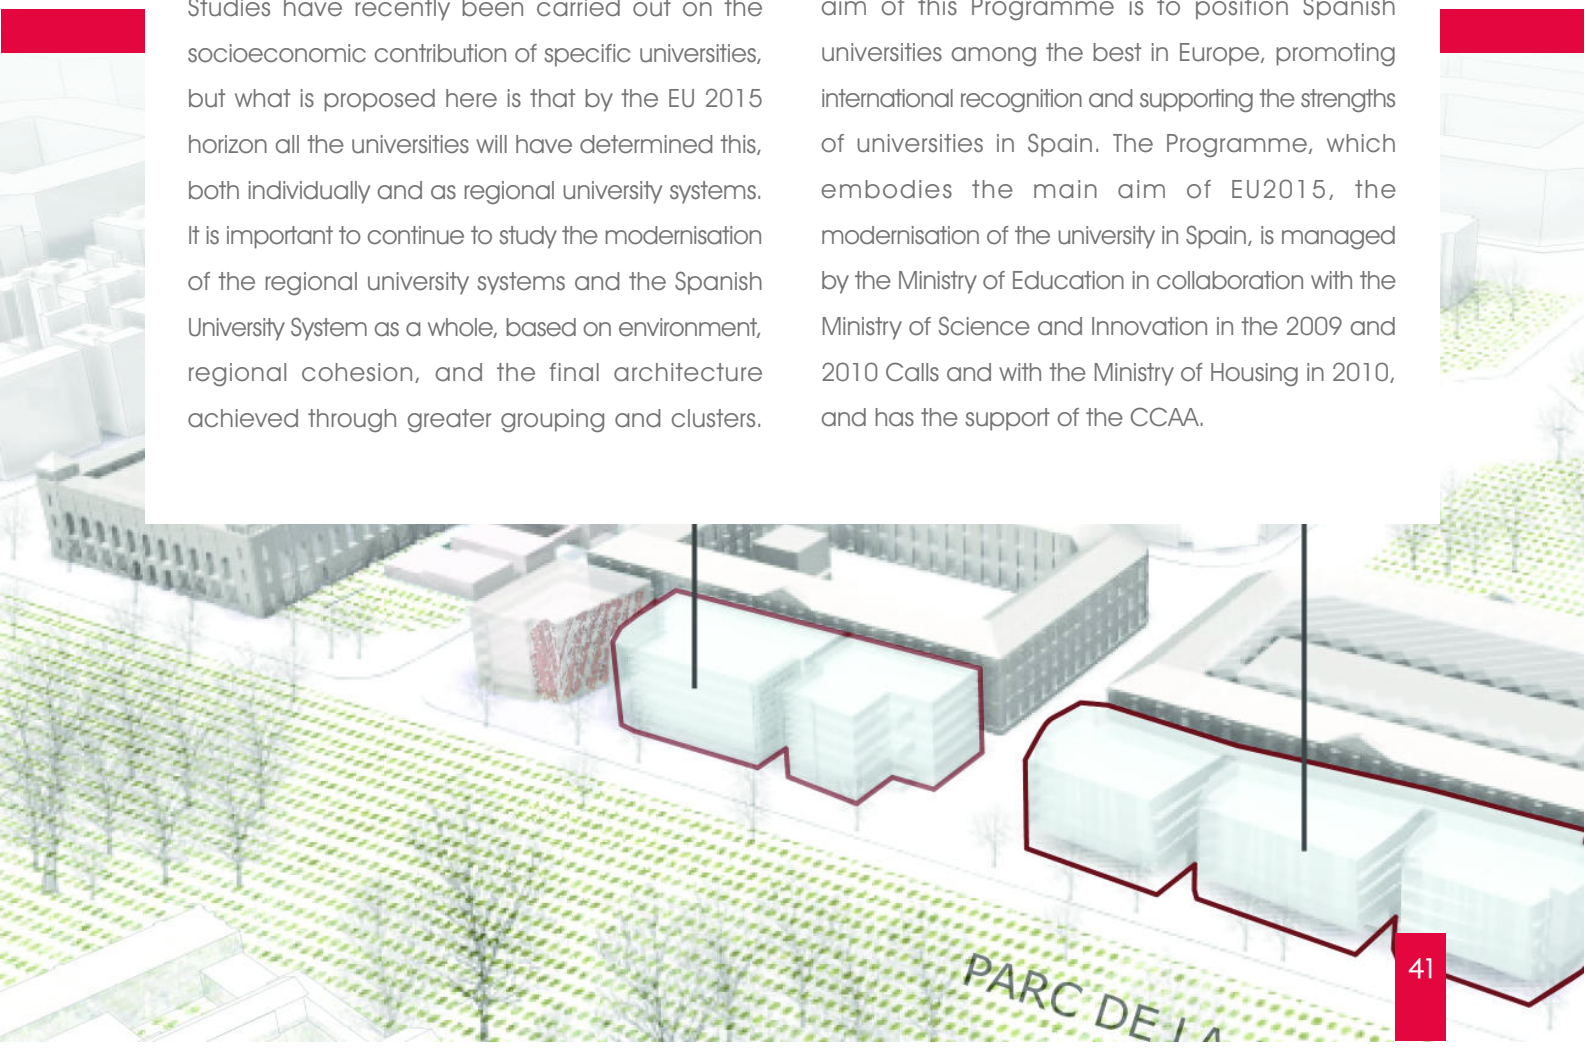 Studies have recently been carried out on the
socioeconomic contribution of specific universities,
but what is proposed here is that by the EU 2015
horizon all the universities will have determined this,
both individually and as regional university systems.
It is important to continue to study the modernisation
of the regional university systems and the Spanish
University System as a whole, based on environment,
regional cohesion, and the final architecture
achieved through greater grouping and clusters.
aim of this Programme is to position Spanish
universities among the best in Europe, promoting
international recognition and supporting the strengths
of universities in Spain. The Programme, which
embodies the main aim of EU2015, the
modernisation of the university in Spain, is managed
by the Ministry of Education in collaboration with the
Ministry of Science and Innovation in the 2009 and
2010 Calls and with the Ministry of Housing in 2010,
and has the support of the CCAA.
PARC DE LA
41